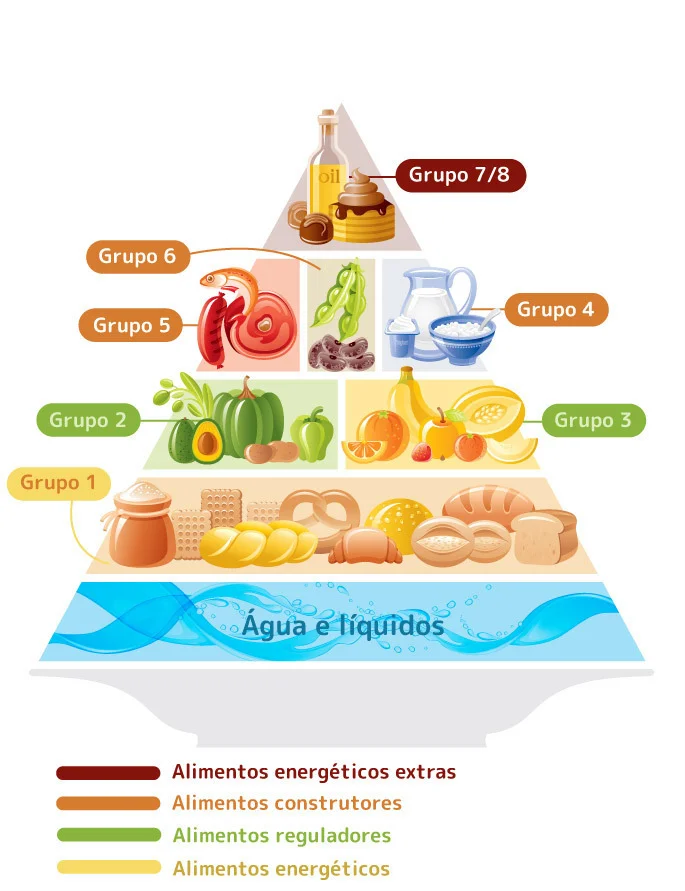 oil
Grupo 7/8
Grupo 6
Grupo 5
Grupo 4
Grupo 2
Grupo 3
Grupo 1
Água e líquidos
Alimentos energéticos extras
Alimentos construtores
Alimentos reguladores
Alimentos energéticos